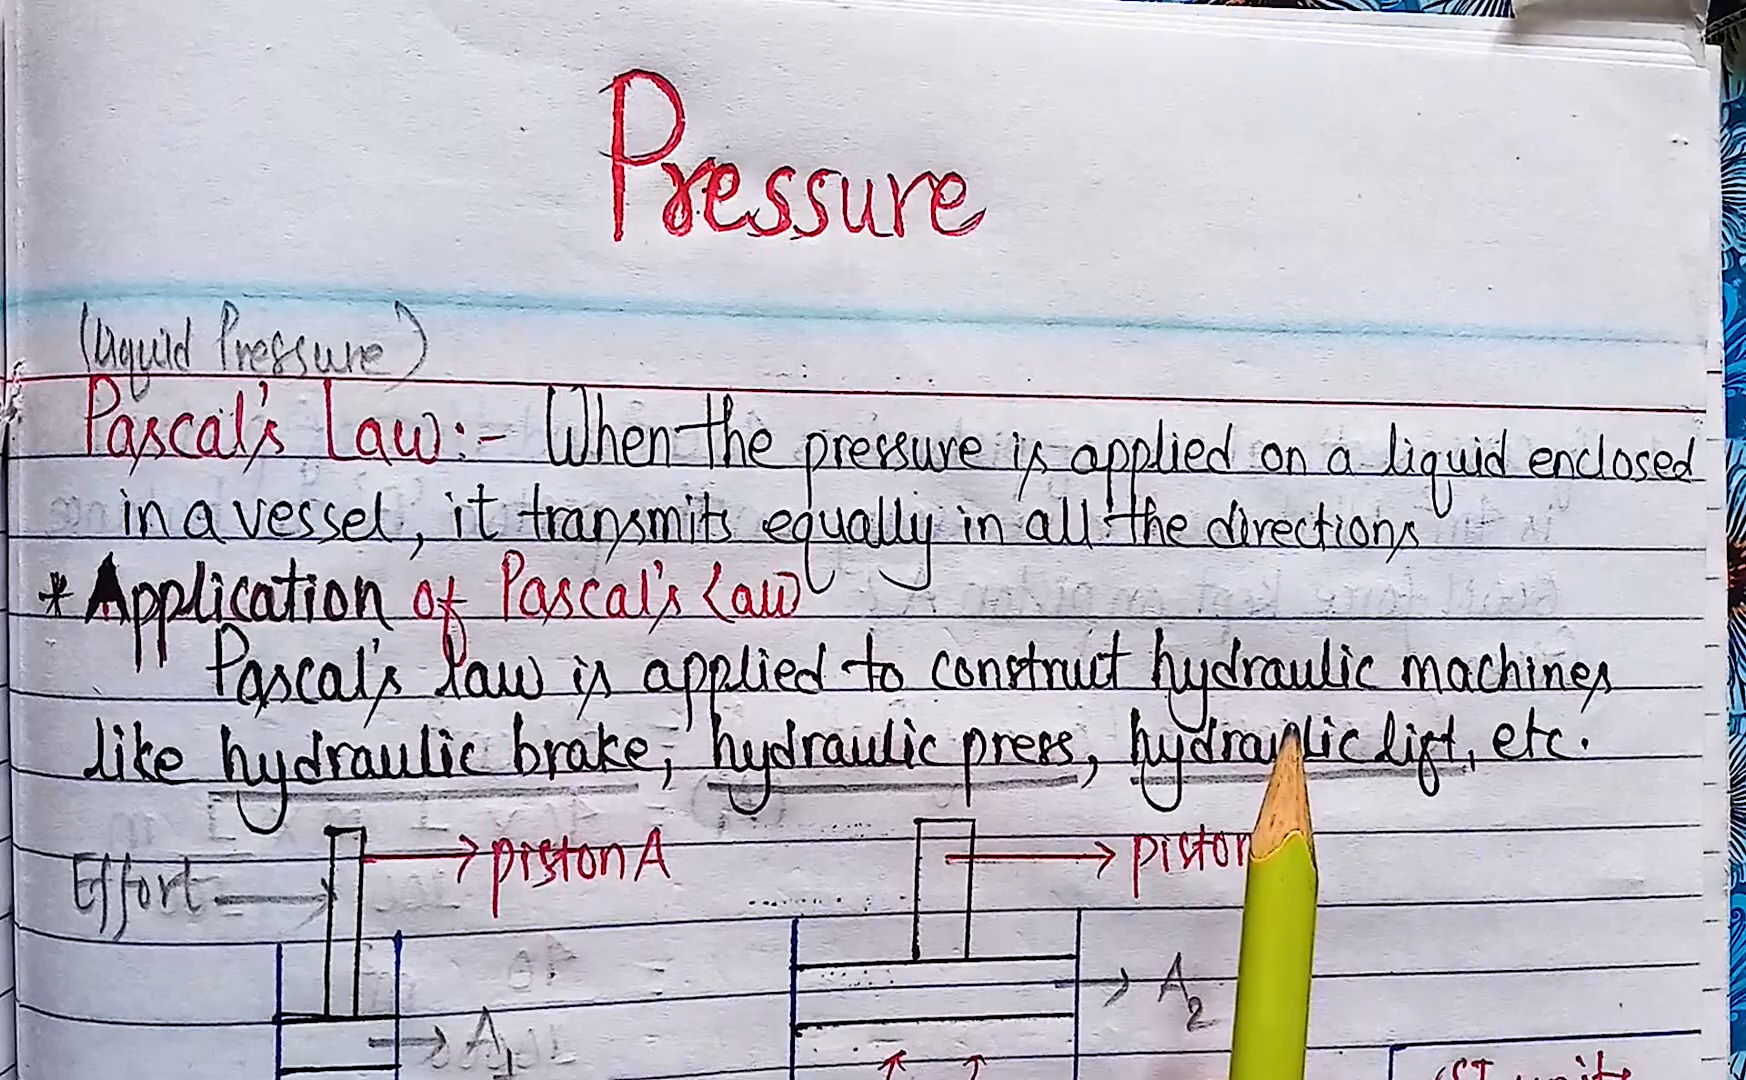 Pressure
(Liquid Pressure)
Pascal's Law:- When the pressure is applied on a liquid enclosed
in a vessel, it transmits equally in all the directions
* Application of Pascal's Law
Pascal's law is applied to construct hydraulic machines
like hydraulic brake, hydraulic press, hydraulic lift, etc.
piston A
piston
Effort
A2
A1